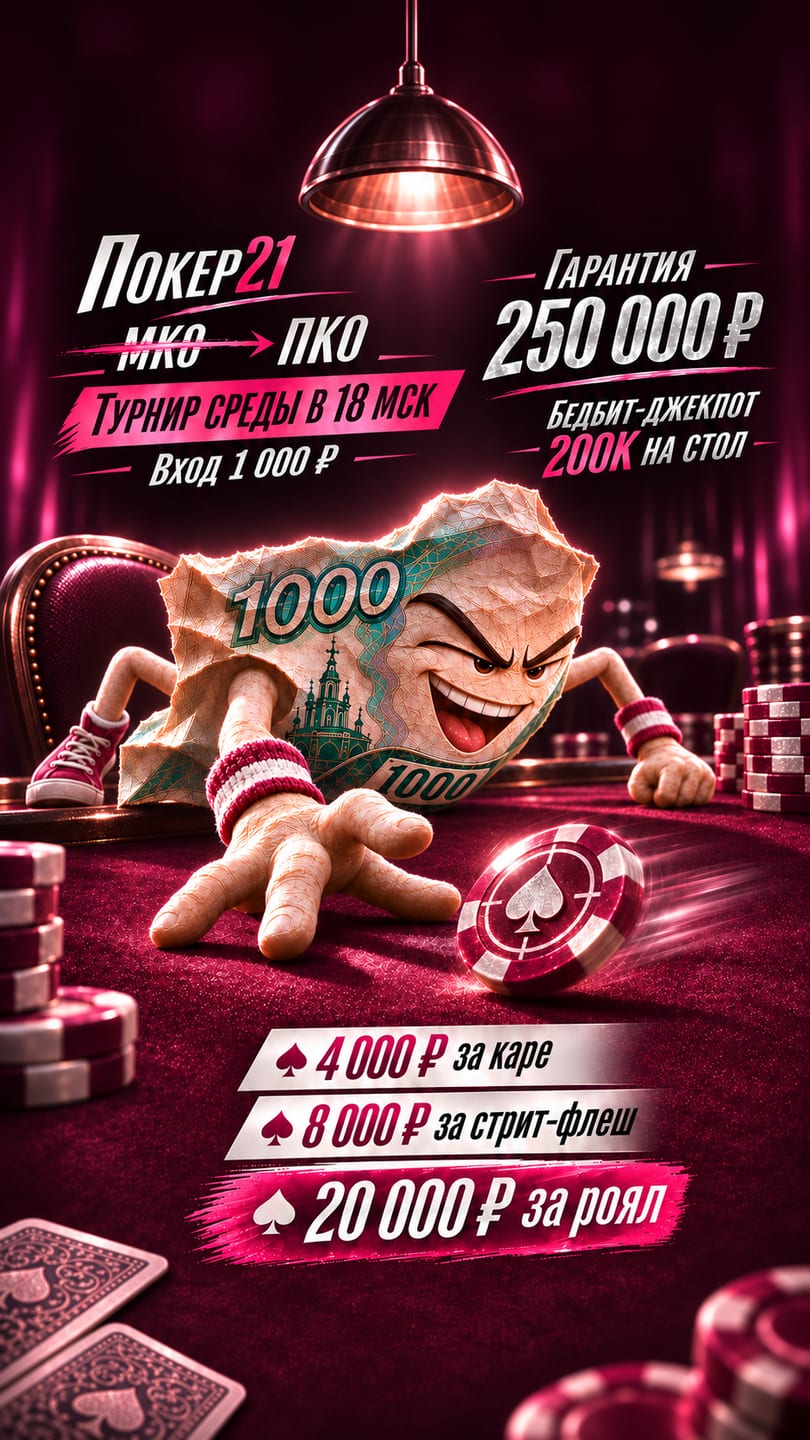 Покер21
МКО → ПКО
Турнир среды в 18 мск
Вход 1 000 ₽
Гарантия
250 000 ₽
Бедбит-джекпот
200К на стол
1000
1000
4 000 ₽ за каре
8 000 ₽ за стрит-флеш
20 000 ₽ за роял